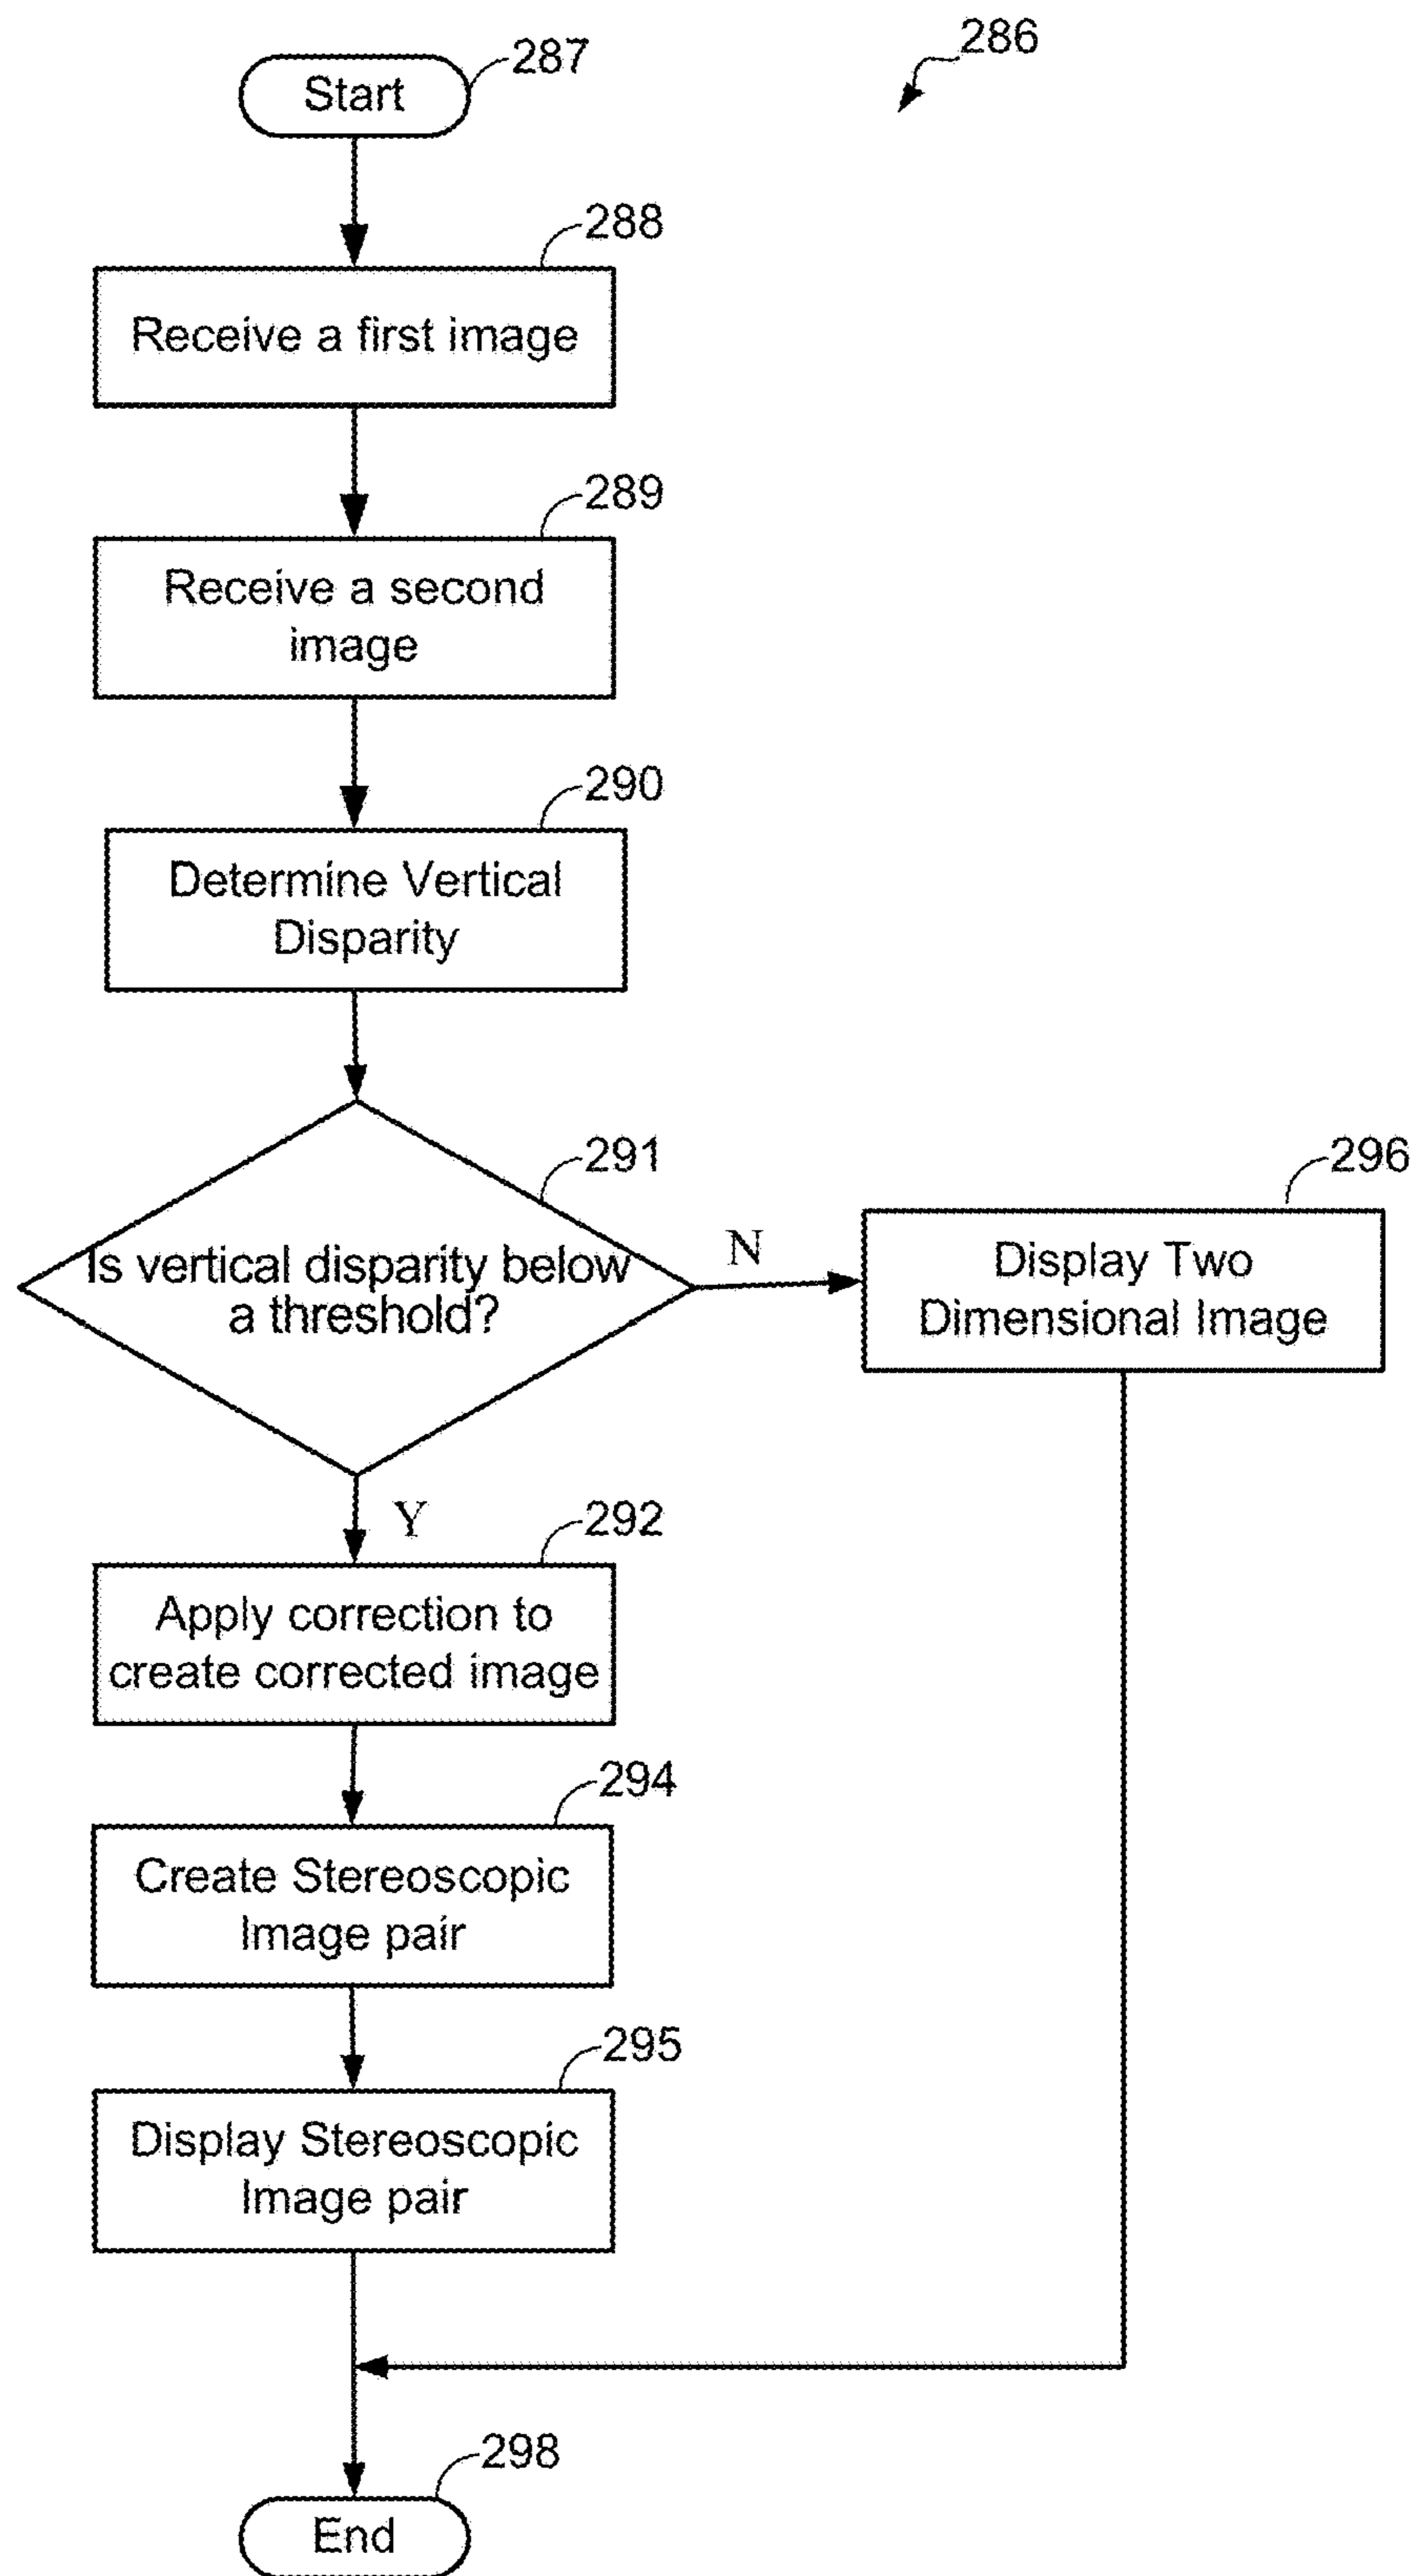 286
287
Start
288
Receive a first image
289
Receive a second
image
290
Determine Vertical
Disparity
291
Is vertical disparity below
a threshold?
N
296
Display Two
Dimensional Image
Y
292
Apply correction to
create corrected image
294
Create Stereoscopic
Image pair
295
Display Stereoscopic
Image pair
298
End